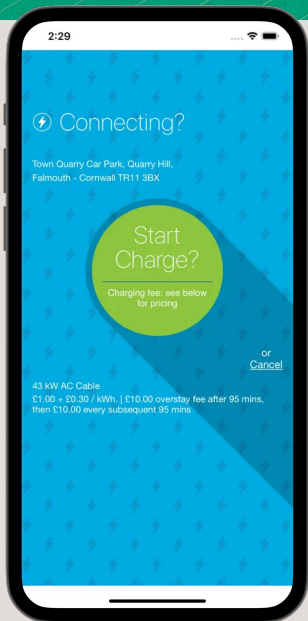 2:29
Connecting?
Town Quarry Car Park, Quarry Hill,
Falmouth - Cornwall TR11 3BX
Start
Charge?
Charging fee: see below
for pricing
or
Cancel
43 kW AC Cable
£1.00 + £0.30 / kWh. | £10.00 overstay fee after 95 mins,
then £10.00 every subsequent 95 mins